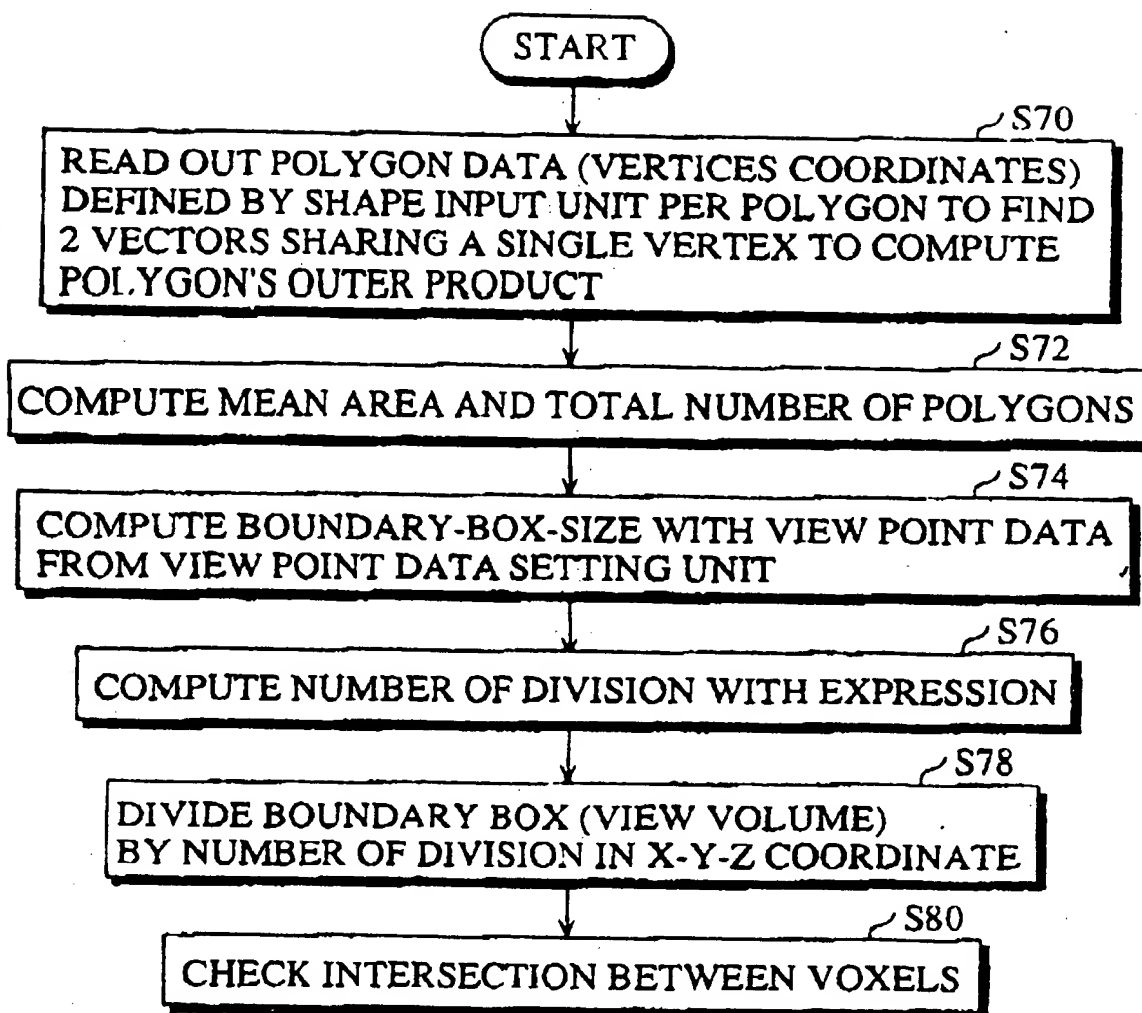 START
S70
READ OUT POLYGON DATA (VERTICES COORDINATES)
DEFINED BY SHAPE INPUT UNIT PER POLYGON TO FIND
2 VECTORS SHARING A SINGLE VERTEX TO COMPUTE
POLYGON'S OUTER PRODUCT
S72
COMPUTE MEAN AREA AND TOTAL NUMBER OF POLYGONS
S74
COMPUTE BOUNDARY-BOX-SIZE WITH VIEW POINT DATA
FROM VIEW POINT DATA SETTING UNIT
S76
COMPUTE NUMBER OF DIVISION WITH EXPRESSION
S78
DIVIDE BOUNDARY BOX (VIEW VOLUME)
BY NUMBER OF DIVISION IN X-Y-Z COORDINATE
S80
CHECK INTERSECTION BETWEEN VOXELS